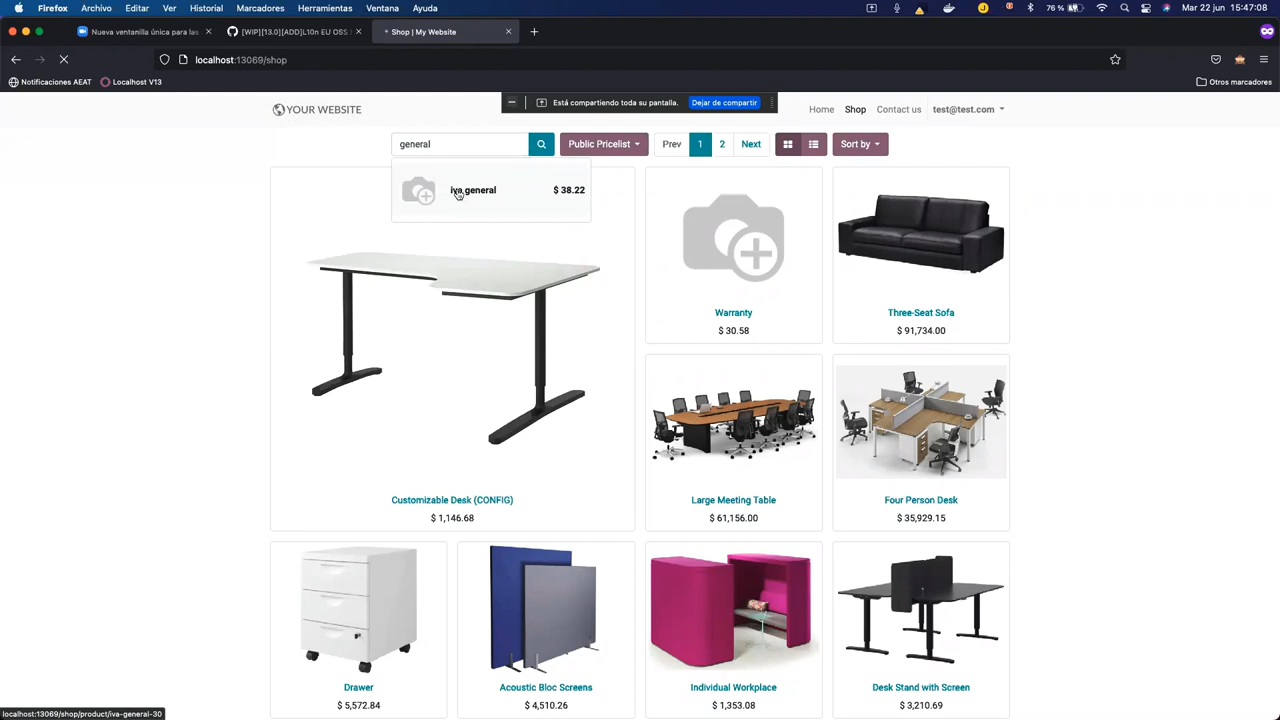 Firefox Archivo Editar Ver Historial Marcadores Herramientas Ventana Ayuda 76 % Mar 22 jun 15:47:08
Nueva ventanilla única para las
[WIP][13.0][ADD]L10n EU OSS
Shop | My Website
localhost:13069/shop
Notificaciones AEAT Localhost V13 Otros marcadores
YOUR WEBSITE Está compartiendo toda su pantalla. Dejar de compartir Home Shop Contact us test@test.com
general Public Pricelist Prev 1 2 Next Sort by
iva general $ 38.22
Warranty
$ 30.58
Three-Seat Sofa
$ 91,734.00
Customizable Desk (CONFIG)
$ 1,146.68
Large Meeting Table
$ 61,156.00
Four Person Desk
$ 35,929.15
Drawer
$ 5,572.84
Acoustic Bloc Screens
$ 4,510.26
Individual Workplace
$ 1,353.08
Desk Stand with Screen
$ 3,210.69
localhost:13069/shop/product/iva-general-30